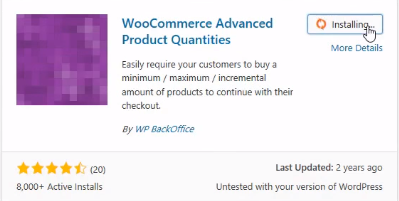 WooCommerce Advanced
Product Quantities
Installing...
More Details
Easily require your customers to buy a
minimum / maximum / incremental
amount of products to continue with their
checkout.
By WP BackOffice
(20)
Last Updated: 2 years ago
8,000+ Active Installs
Untested with your version of WordPress